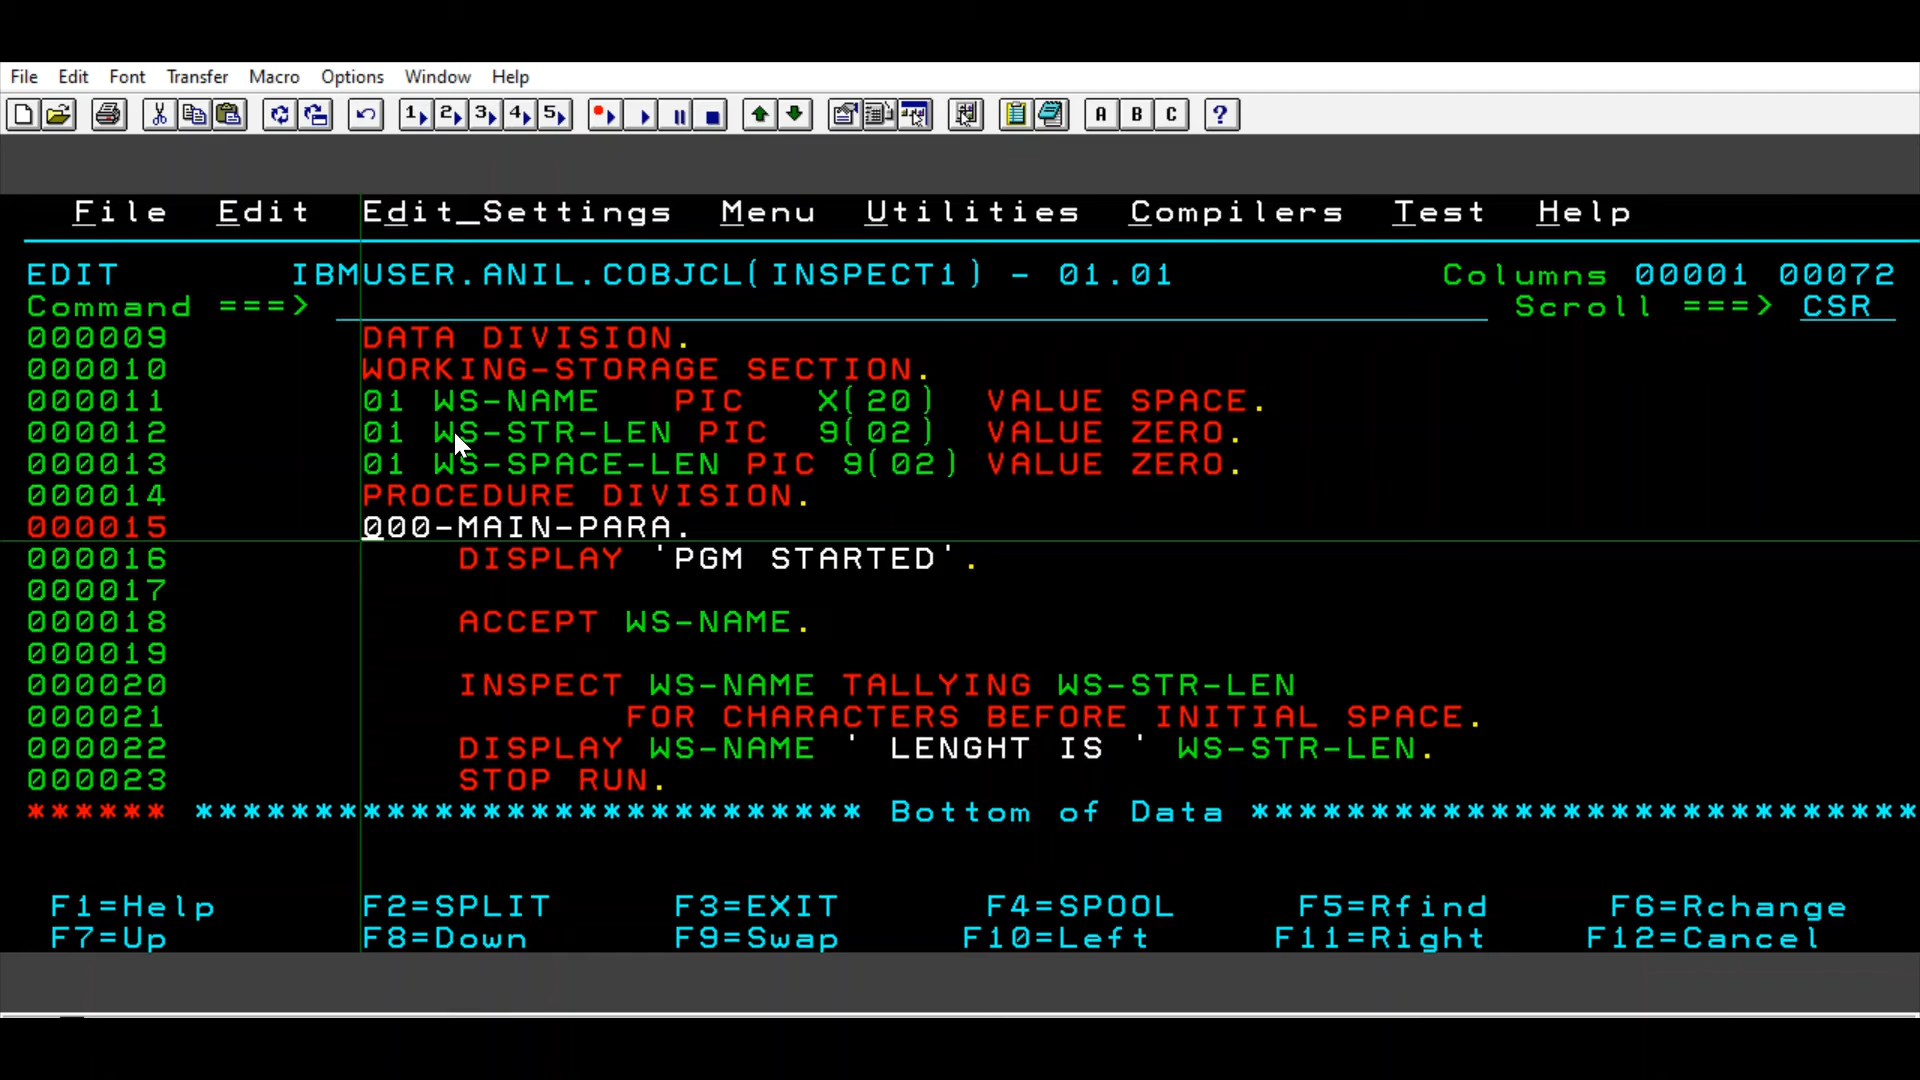 File Edit Font Transfer Macro Options Window Help
1 2 3 4 5 A B C ?
File Edit Edit_Settings Menu Utilities Compilers Test Help
EDIT IBMUSER.ANIL.COBJCL(INSPECT1) - 01.01 Columns 00001 00072
Command ===> Scroll ===> CSR
000009 DATA DIVISION.
000010 WORKING-STORAGE SECTION.
000011 01 WS-NAME PIC X(20) VALUE SPACE.
000012 01 WS-STR-LEN PIC 9(02) VALUE ZERO.
000013 01 WS-SPACE-LEN PIC 9(02) VALUE ZERO.
000014 PROCEDURE DIVISION.
000015 000-MAIN-PARA.
000016 DISPLAY 'PGM STARTED'.
000017
000018 ACCEPT WS-NAME.
000019
000020 INSPECT WS-NAME TALLYING WS-STR-LEN
000021 FOR CHARACTERS BEFORE INITIAL SPACE.
000022 DISPLAY WS-NAME ' LENGHT IS ' WS-STR-LEN.
000023 STOP RUN.
****** **************************** Bottom of Data ****************************
F1=Help F2=SPLIT F3=EXIT F4=SPOOL F5=Rfind F6=Rchange
F7=Up F8=Down F9=Swap F10=Left F11=Right F12=Cancel